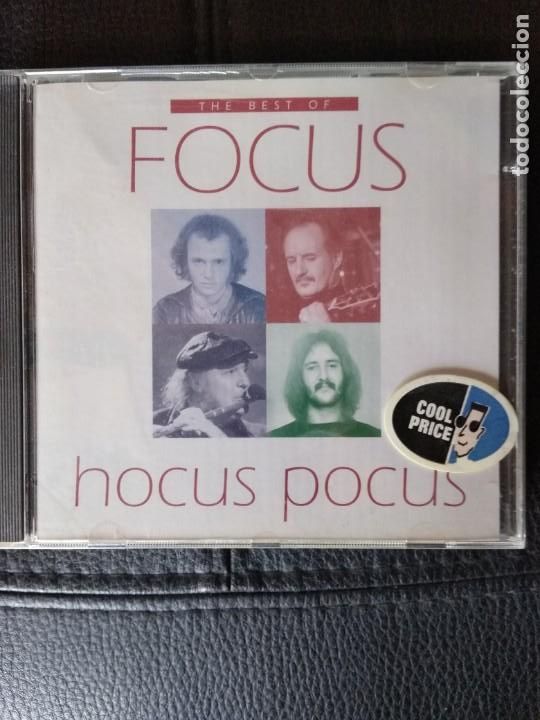 THE BEST OF
FOCUS
hocus pocus
COOL
PRICE
todocoleccion